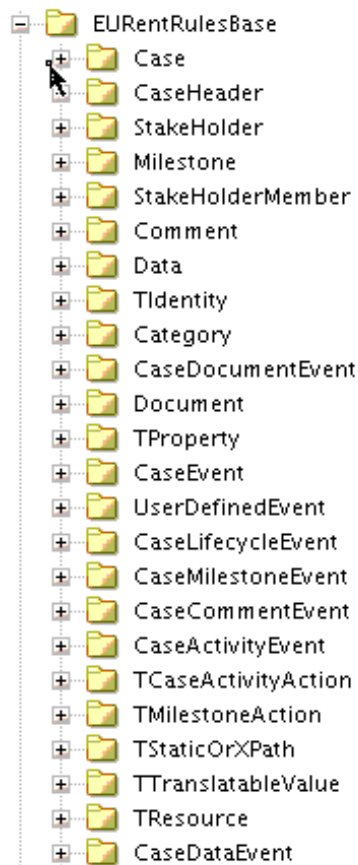 EURentRulesBase
Case
CaseHeader
StakeHolder
Milestone
StakeHolderMember
Comment
Data
TIdentity
Category
CaseDocumentEvent
Document
TProperty
CaseEvent
UserDefinedEvent
CaseLifecycleEvent
CaseMilestoneEvent
CaseCommentEvent
CaseActivityEvent
TCaseActivityAction
TMilestoneAction
TStaticOrXPath
TTranslatableValue
TResource
CaseDataEvent